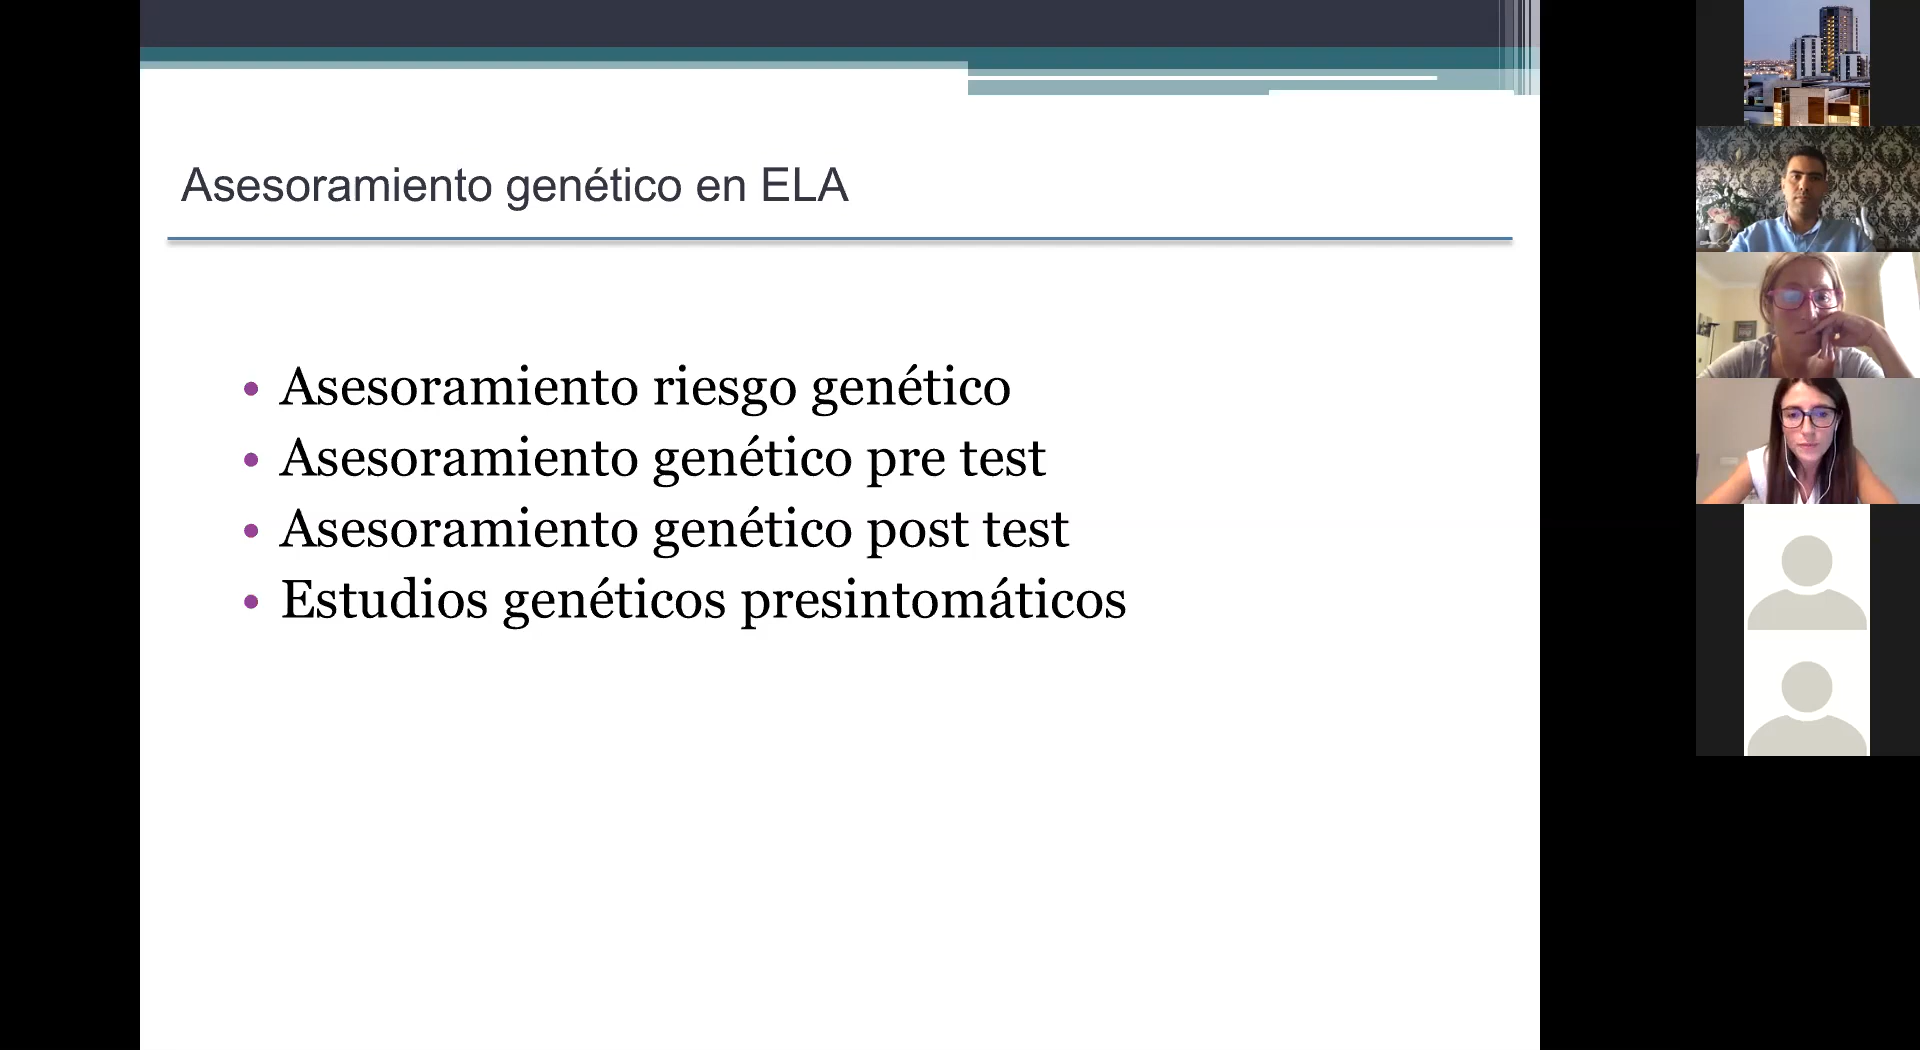 Asesoramiento genético en ELA
• Asesoramiento riesgo genético
• Asesoramiento genético pre test
• Asesoramiento genético post test
• Estudios genéticos presintomáticos